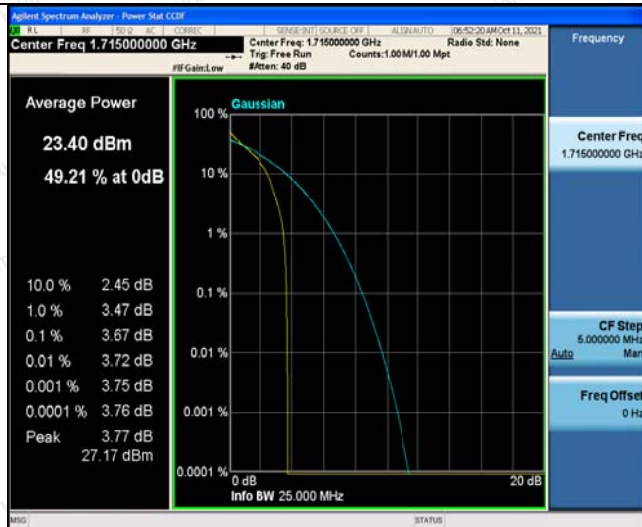 Agilent Spectrum Analyzer - Power Stat CCDF
RL RF 50 Ω AC CORREC SENSE:INT SOURCE OFF ALIGN AUTO 06:52:20 AM Oct 11, 2021
Center Freq 1.715000000 GHz
Center Freq: 1.715000000 GHz
Radio Std: None
Trig: Free Run Counts:1.00 M/1.00 Mpt
#IFGain:Low
#Atten: 40 dB
Frequency
Average Power
23.40 dBm
49.21 % at 0dB
10.0 % 2.45 dB
1.0 % 3.47 dB
0.1 % 3.67 dB
0.01 % 3.72 dB
0.001 % 3.75 dB
0.0001 % 3.76 dB
Peak 3.77 dB
27.17 dBm
Gaussian
100 %
10 %
1 %
0.1 %
0.01 %
0.001 %
0.0001 %
0 dB
20 dB
Info BW 25.000 MHz
Center Freq
1.715000000 GHz
CF Step
5.000000 MHz
Auto Man
Freq Offset
0 Hz
MSG
STATUS